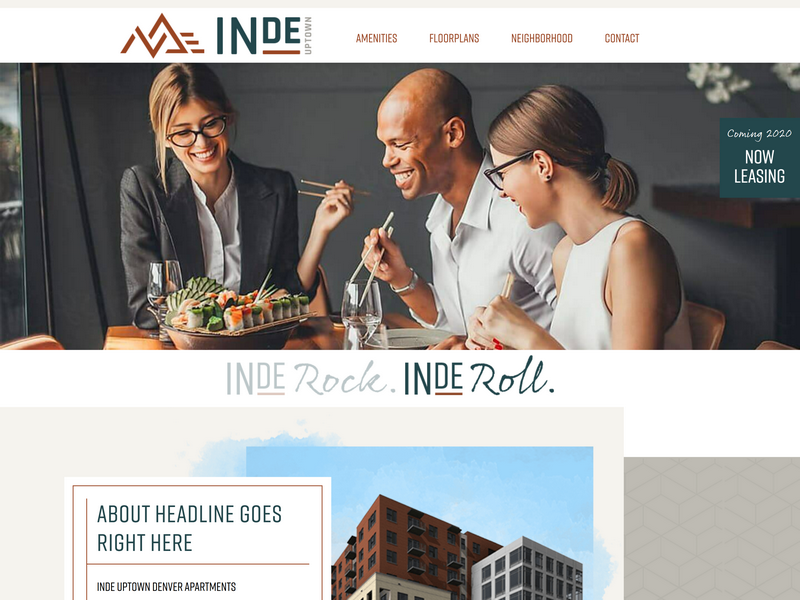 INDE UPTOWN
AMENITIES FLOORPLANS NEIGHBORHOOD CONTACT
Coming 2020
NOW
LEASING
INDE Rock. INDE Roll.
ABOUT HEADLINE GOES
RIGHT HERE
INDE UPTOWN DENVER APARTMENTS